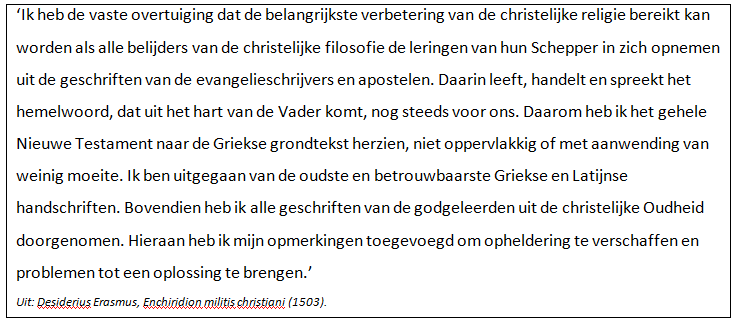 ‘Ik heb de vaste overtuiging dat de belangrijkste verbetering van de christelijke religie bereikt kan
worden als alle belijders van de christelijke filosofie de leringen van hun Schepper in zich opnemen
uit de geschriften van de evangelieschrijvers en apostelen. Daarin leeft, handelt en spreekt het
hemelwoord, dat uit het hart van de Vader komt, nog steeds voor ons. Daarom heb ik het gehele
Nieuwe Testament naar de Griekse grondtekst herzien, niet oppervlakkig of met aanwending van
weinig moeite. Ik ben uitgegaan van de oudste en betrouwbaarste Griekse en Latijnse
handschriften. Bovendien heb ik alle geschriften van de godgeleerden uit de christelijke Oudheid
doorgenomen. Hieraan heb ik mijn opmerkingen toegevoegd om opheldering te verschaffen en
problemen tot een oplossing te brengen.’
Uit: Desiderius Erasmus, Enchiridion militis christiani (1503).